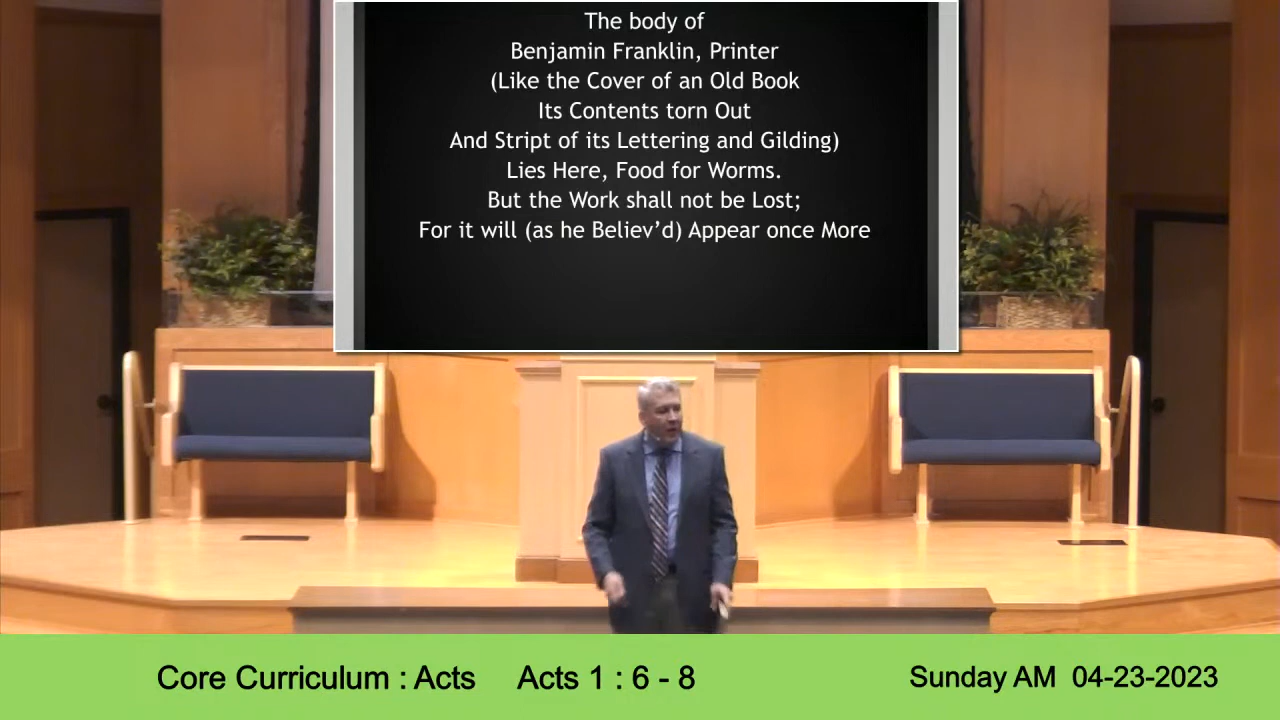 The body of
Benjamin Franklin, Printer
(Like the Cover of an Old Book
Its Contents torn Out
And Stript of its Lettering and Gilding)
Lies Here, Food for Worms.
But the Work shall not be Lost;
For it will (as he Believ’d) Appear once More
Core Curriculum : Acts Acts 1 : 6 - 8 Sunday AM 04-23-2023